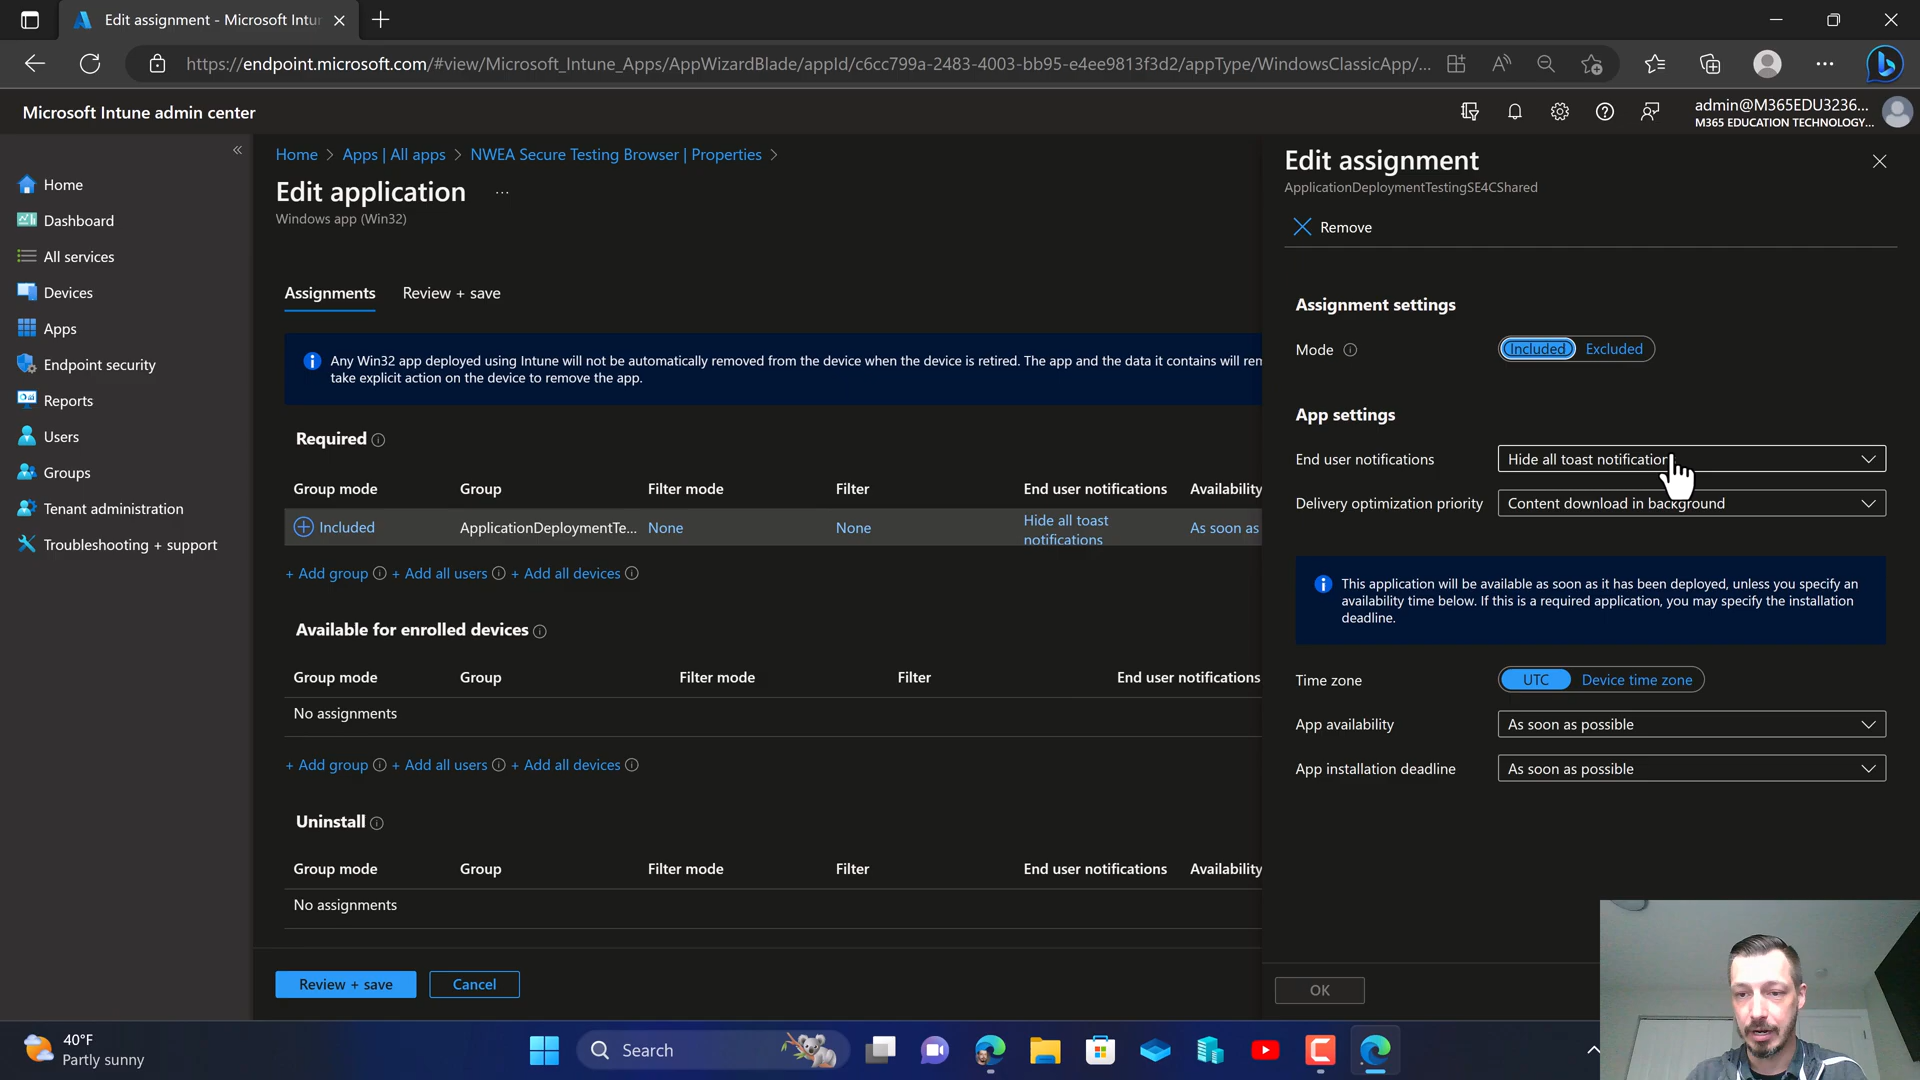 Edit assignment - Microsoft Intu
https://endpoint.microsoft.com/#view/Microsoft_Intune_Apps/AppWizardBlade/appId/c6cc799a-2483-4003-bb95-e4ee9813f3d2/appType/WindowsClassicApp/...
Microsoft Intune admin center
admin@M365EDU3236...
M365 EDUCATION TECHNOLOGY...
Home
Dashboard
All services
Devices
Apps
Endpoint security
Reports
Users
Groups
Tenant administration
Troubleshooting + support
Home > Apps | All apps > NWEA Secure Testing Browser | Properties >
Edit application ...
Windows app (Win32)
Assignments Review + save
Any Win32 app deployed using Intune will not be automatically removed from the device when the device is retired. The app and the data it contains will rem
take explicit action on the device to remove the app.
Required
Group mode Group Filter mode Filter End user notifications Availability
Included ApplicationDeploymentTe... None None Hide all toast notifications As soon as
+ Add group + Add all users + Add all devices
Available for enrolled devices
Group mode Group Filter mode Filter End user notifications
No assignments
+ Add group + Add all users + Add all devices
Uninstall
Group mode Group Filter mode Filter End user notifications Availability
No assignments
Review + save Cancel
Edit assignment
ApplicationDeploymentTestingSE4CShared
Remove
Assignment settings
Mode Included Excluded
App settings
End user notifications Hide all toast notification
Delivery optimization priority Content download in background
This application will be available as soon as it has been deployed, unless you specify an
availability time below. If this is a required application, you may specify the installation
deadline.
Time zone UTC Device time zone
App availability As soon as possible
App installation deadline As soon as possible
OK
40°F
Partly sunny
Search